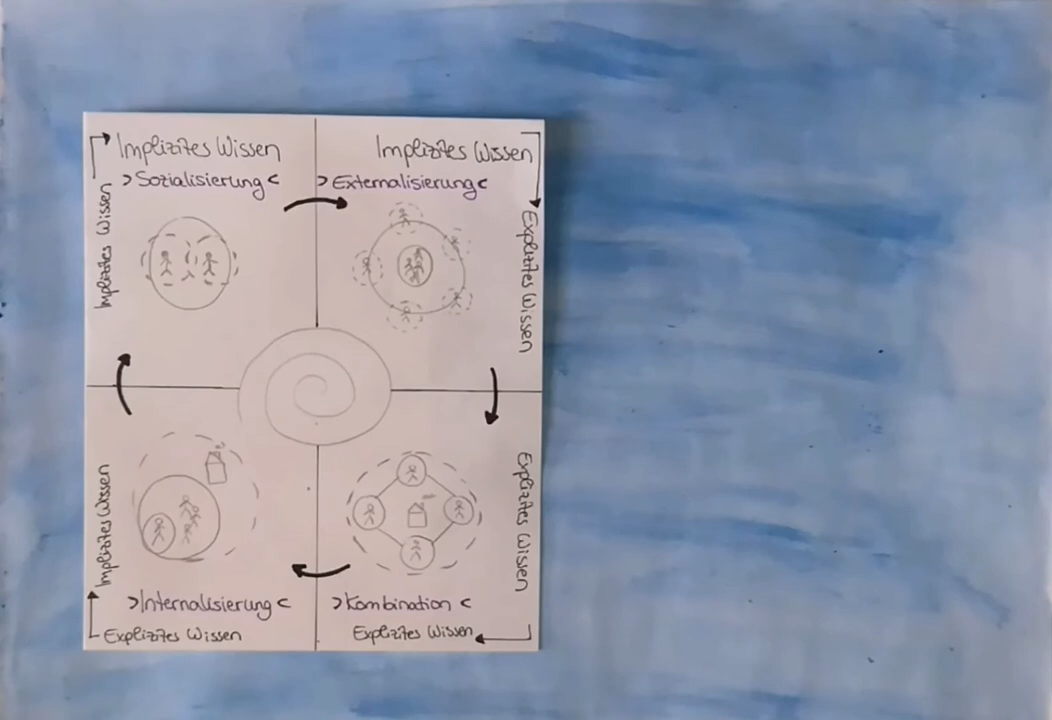 Implizites Wissen
>Sozialisierung<
Implizites Wissen
Implizites Wissen
>Externalisierung<
Explizites Wissen
Implizites Wissen
>Internalisierung<
Explizites Wissen
Explizites Wissen
>Kombination<
Explizites Wissen